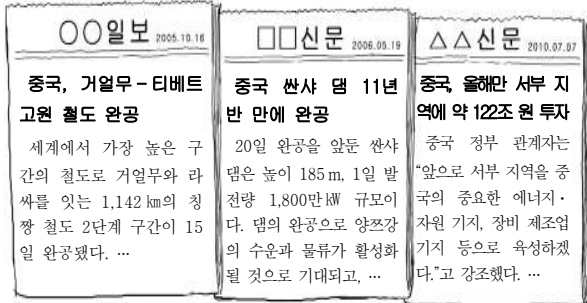 ○○일보 2005.10.16
중국, 거얼무－티베트
고원 철도 완공
세계에서 가장 높은 구
간의 철도로 거얼무와 라
싸를 잇는 1,142 km의 칭
짱 철도 2단계 구간이 15
일 완공됐다. …
□□신문 2006.05.19
중국 싼샤 댐 11년
반 만에 완공
20일 완공을 앞둔 싼샤
댐은 높이 185 m, 1일 발
전량 1,800만 kW 규모이
다. 댐의 완공으로 양쯔강
의 수운과 물류가 활성화
될 것으로 기대되고, …
△△신문 2010.07.07
중국, 올해만 서부 지
역에 약 122조 원 투자
중국 정부 관계자는
“앞으로 서부 지역을 중
국의 중요한 에너지·
자원 기지, 장비 제조업
기지 등으로 육성하겠
다.”고 강조했다. …